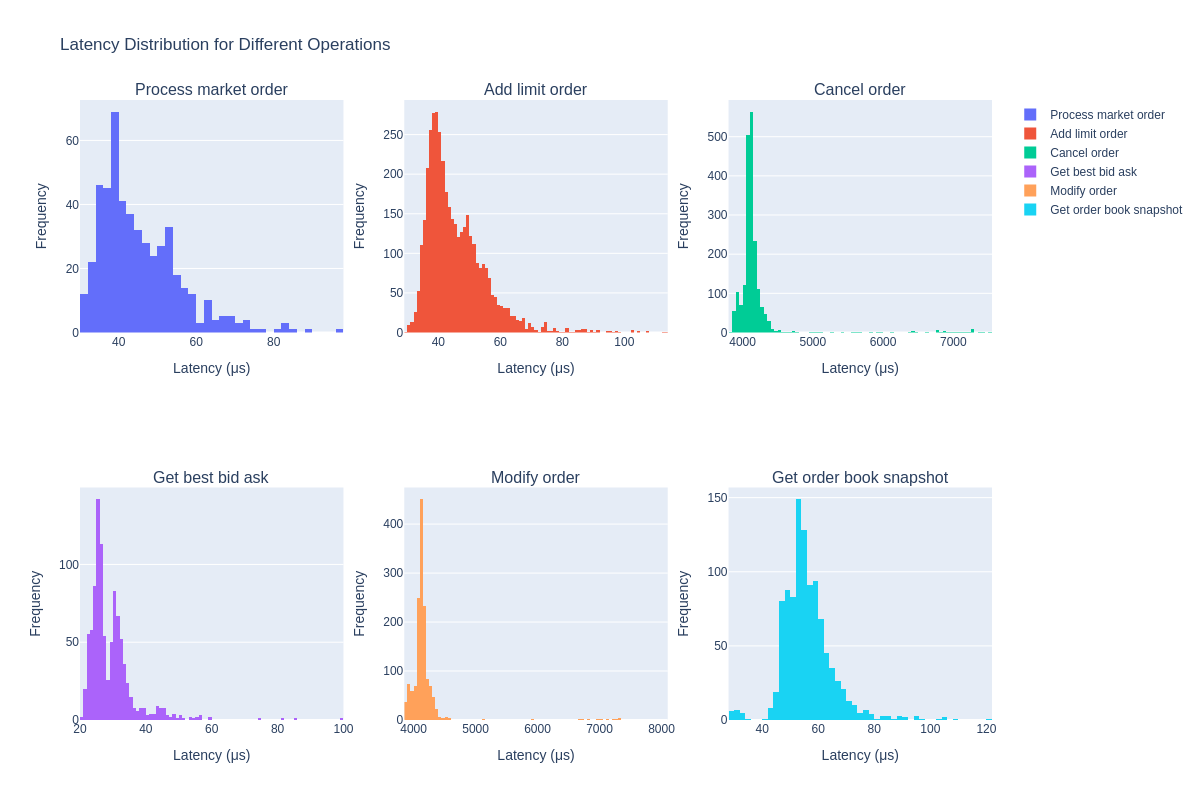 Latency Distribution for Different Operations
Process market order
Add limit order
Cancel order
Process market order
Add limit order
Cancel order
Get best bid ask
Modify order
Get order book snapshot
Frequency
0
20
40
60
40
60
80
Latency (μs)
Frequency
0
50
100
150
200
250
40
60
80
100
Latency (μs)
Frequency
0
100
200
300
400
500
4000
5000
6000
7000
Latency (μs)
Get best bid ask
Modify order
Get order book snapshot
Frequency
0
50
100
20
40
60
80
100
Latency (μs)
Frequency
0
100
200
300
400
4000
5000
6000
7000
8000
Latency (μs)
Frequency
0
50
100
150
40
60
80
100
120
Latency (μs)